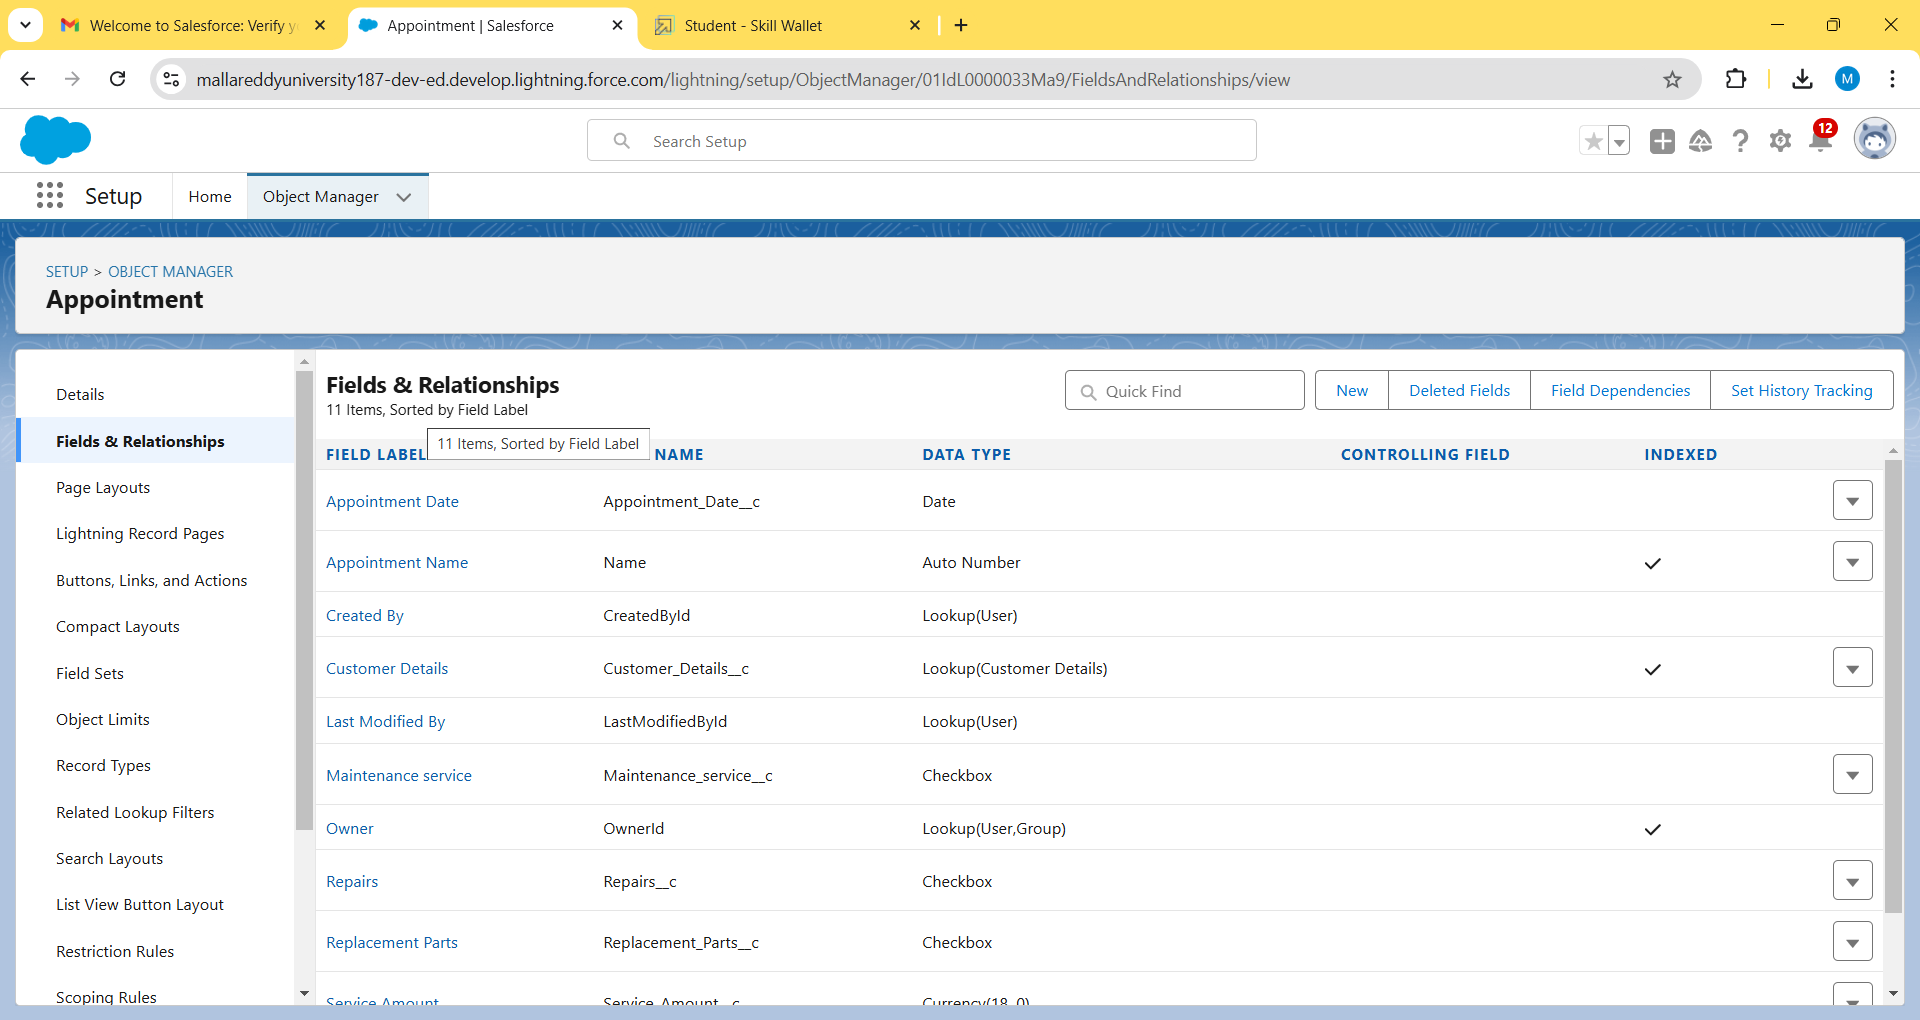 Welcome to Salesforce: Verify y
Appointment | Salesforce
Student - Skill Wallet
mallareddyuniversity187-dev-ed.develop.lightning.force.com/lightning/setup/ObjectManager/01IdL0000033Ma9/FieldsAndRelationships/view
M
Search Setup
12
Setup
Home
Object Manager
SETUP > OBJECT MANAGER
Appointment
Details
Fields & Relationships
Page Layouts
Lightning Record Pages
Buttons, Links, and Actions
Compact Layouts
Field Sets
Object Limits
Record Types
Related Lookup Filters
Search Layouts
List View Button Layout
Restriction Rules
Scoping Rules
Fields & Relationships
11 Items, Sorted by Field Label
Quick Find
New
Deleted Fields
Field Dependencies
Set History Tracking
11 Items, Sorted by Field Label
FIELD LABEL NAME DATA TYPE CONTROLLING FIELD INDEXED
Appointment Date Appointment_Date__c Date
Appointment Name Name Auto Number
Created By CreatedById Lookup(User)
Customer Details Customer_Details__c Lookup(Customer Details)
Last Modified By LastModifiedById Lookup(User)
Maintenance service Maintenance_service__c Checkbox
Owner OwnerId Lookup(User,Group)
Repairs Repairs__c Checkbox
Replacement Parts Replacement_Parts__c Checkbox
Service Amount Service_Amount__c Currency(18, 0)